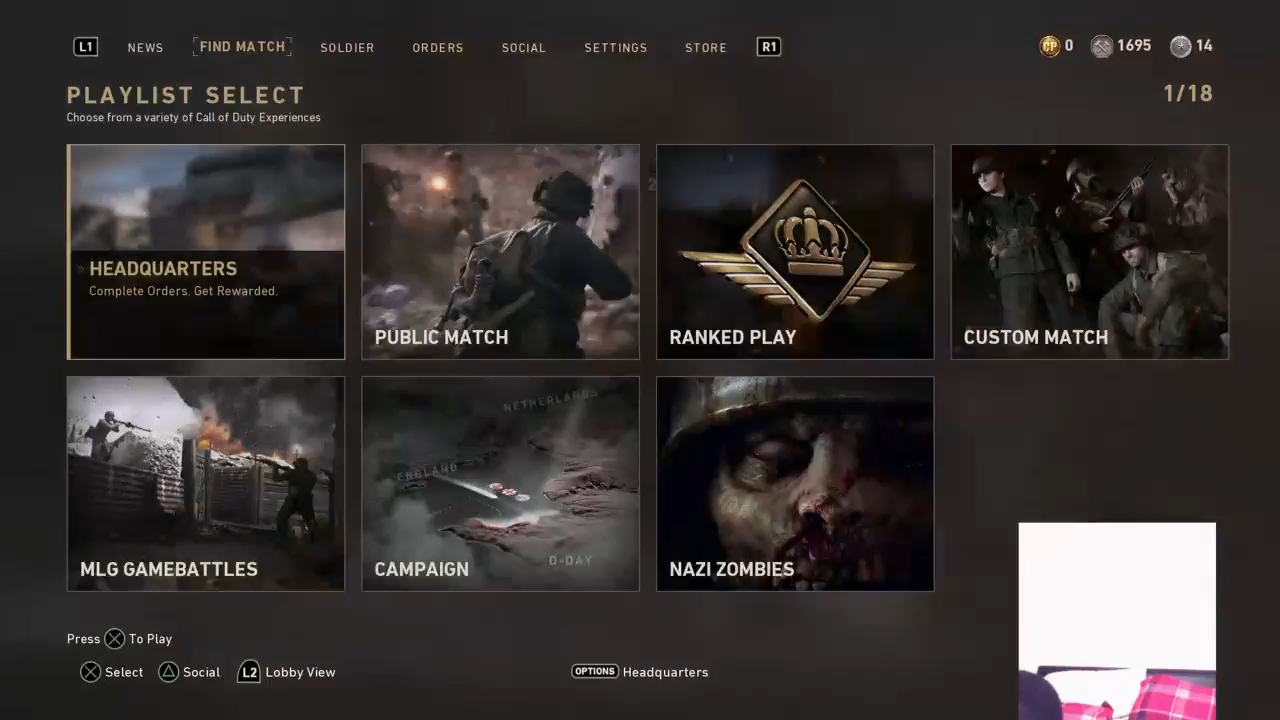 L1 NEWS FIND MATCH SOLDIER ORDERS SOCIAL SETTINGS STORE R1 CP 0 1695 14
PLAYLIST SELECT 1/18
Choose from a variety of Call of Duty Experiences
HEADQUARTERS
Complete Orders. Get Rewarded.
PUBLIC MATCH
RANKED PLAY
CUSTOM MATCH
NETHERLANDS
ENGLAND
D-DAY
MLG GAMEBATTLES
CAMPAIGN
NAZI ZOMBIES
Press To Play
Select Social L2 Lobby View OPTIONS Headquarters